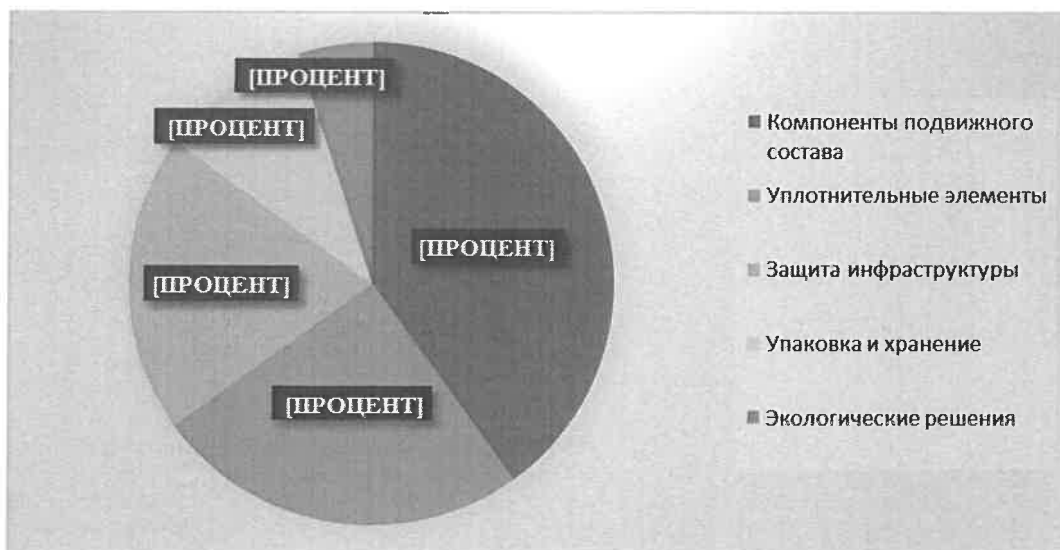 [ПРОЦЕНТ]
[ПРОЦЕНТ]
[ПРОЦЕНТ]
[ПРОЦЕНТ]
[ПРОЦЕНТ]
Компоненты подвижного
состава
Уплотнительные элементы
Защита инфраструктуры
Упаковка и хранение
Экологические решения